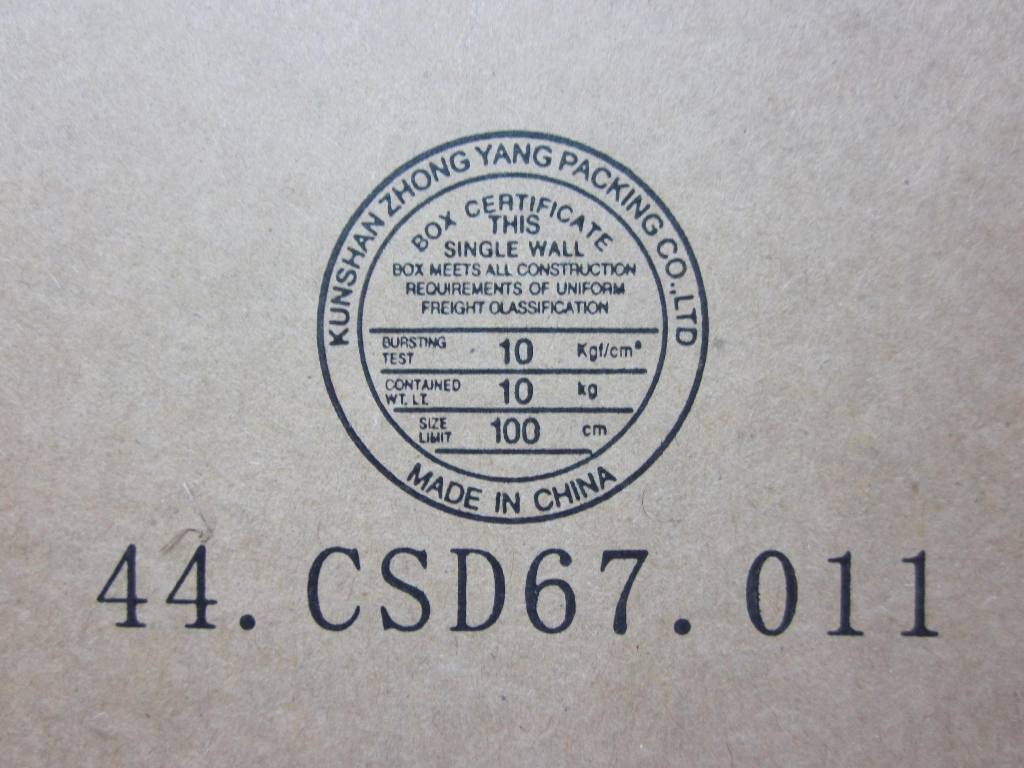 KUNSHAN ZHONG YANG PACKING CO.,LTD
BOX CERTIFICATE
THIS
SINGLE WALL
BOX MEETS ALL CONSTRUCTION
REQUIREMENTS OF UNIFORM
FREIGHT OLASSIFICATION
BURSTING TEST 10 Kgf/cm²
CONTAINED WT. LT. 10 kg
SIZE LIMIT 100 cm
MADE IN CHINA
44. CSD67. 011